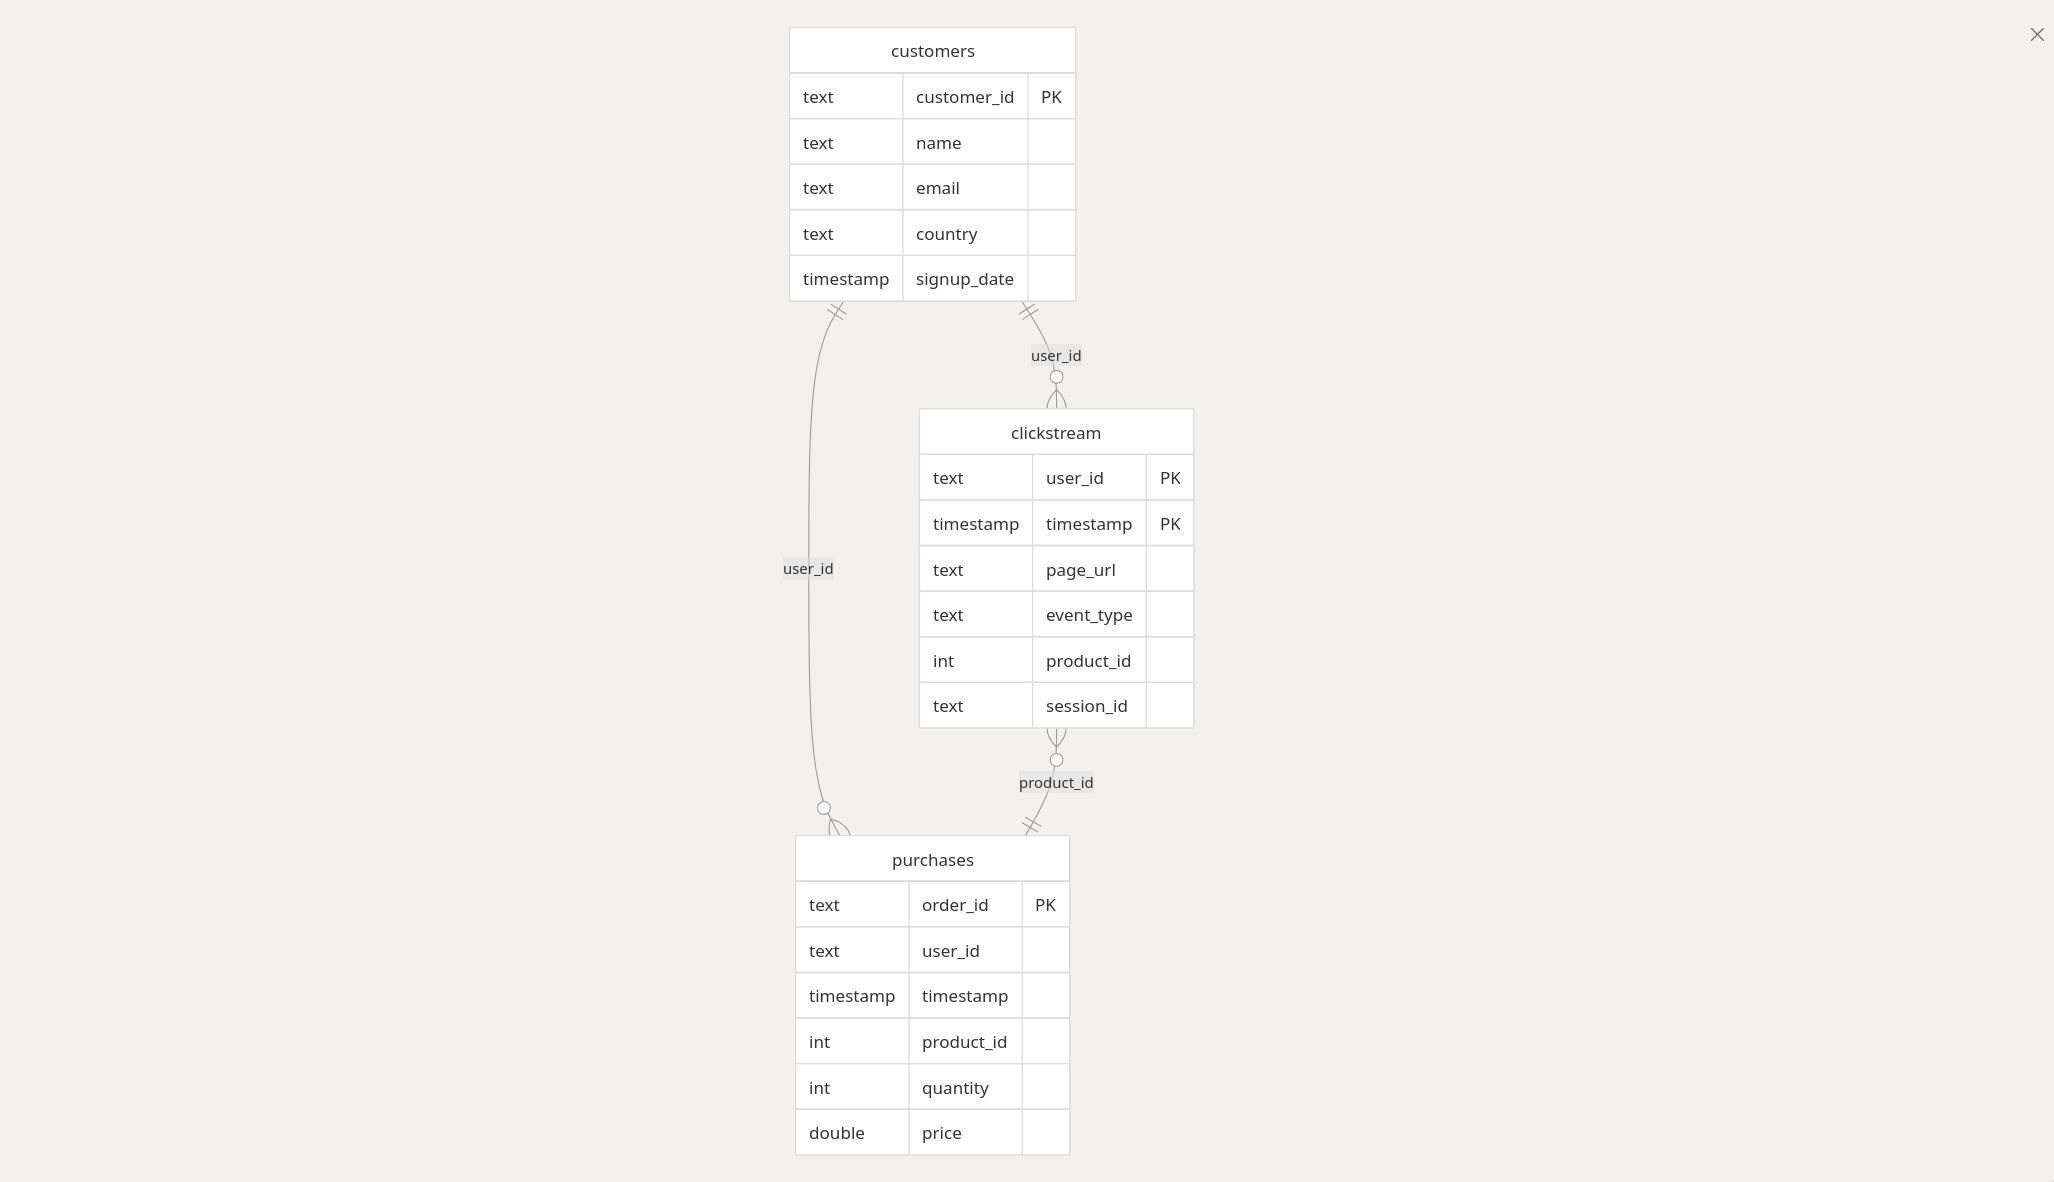 customers
text customer_id PK
text name
text email
text country
timestamp signup_date
user_id
clickstream
text user_id PK
timestamp timestamp PK
text page_url
text event_type
int product_id
text session_id
user_id
product_id
purchases
text order_id PK
text user_id
timestamp timestamp
int product_id
int quantity
double price